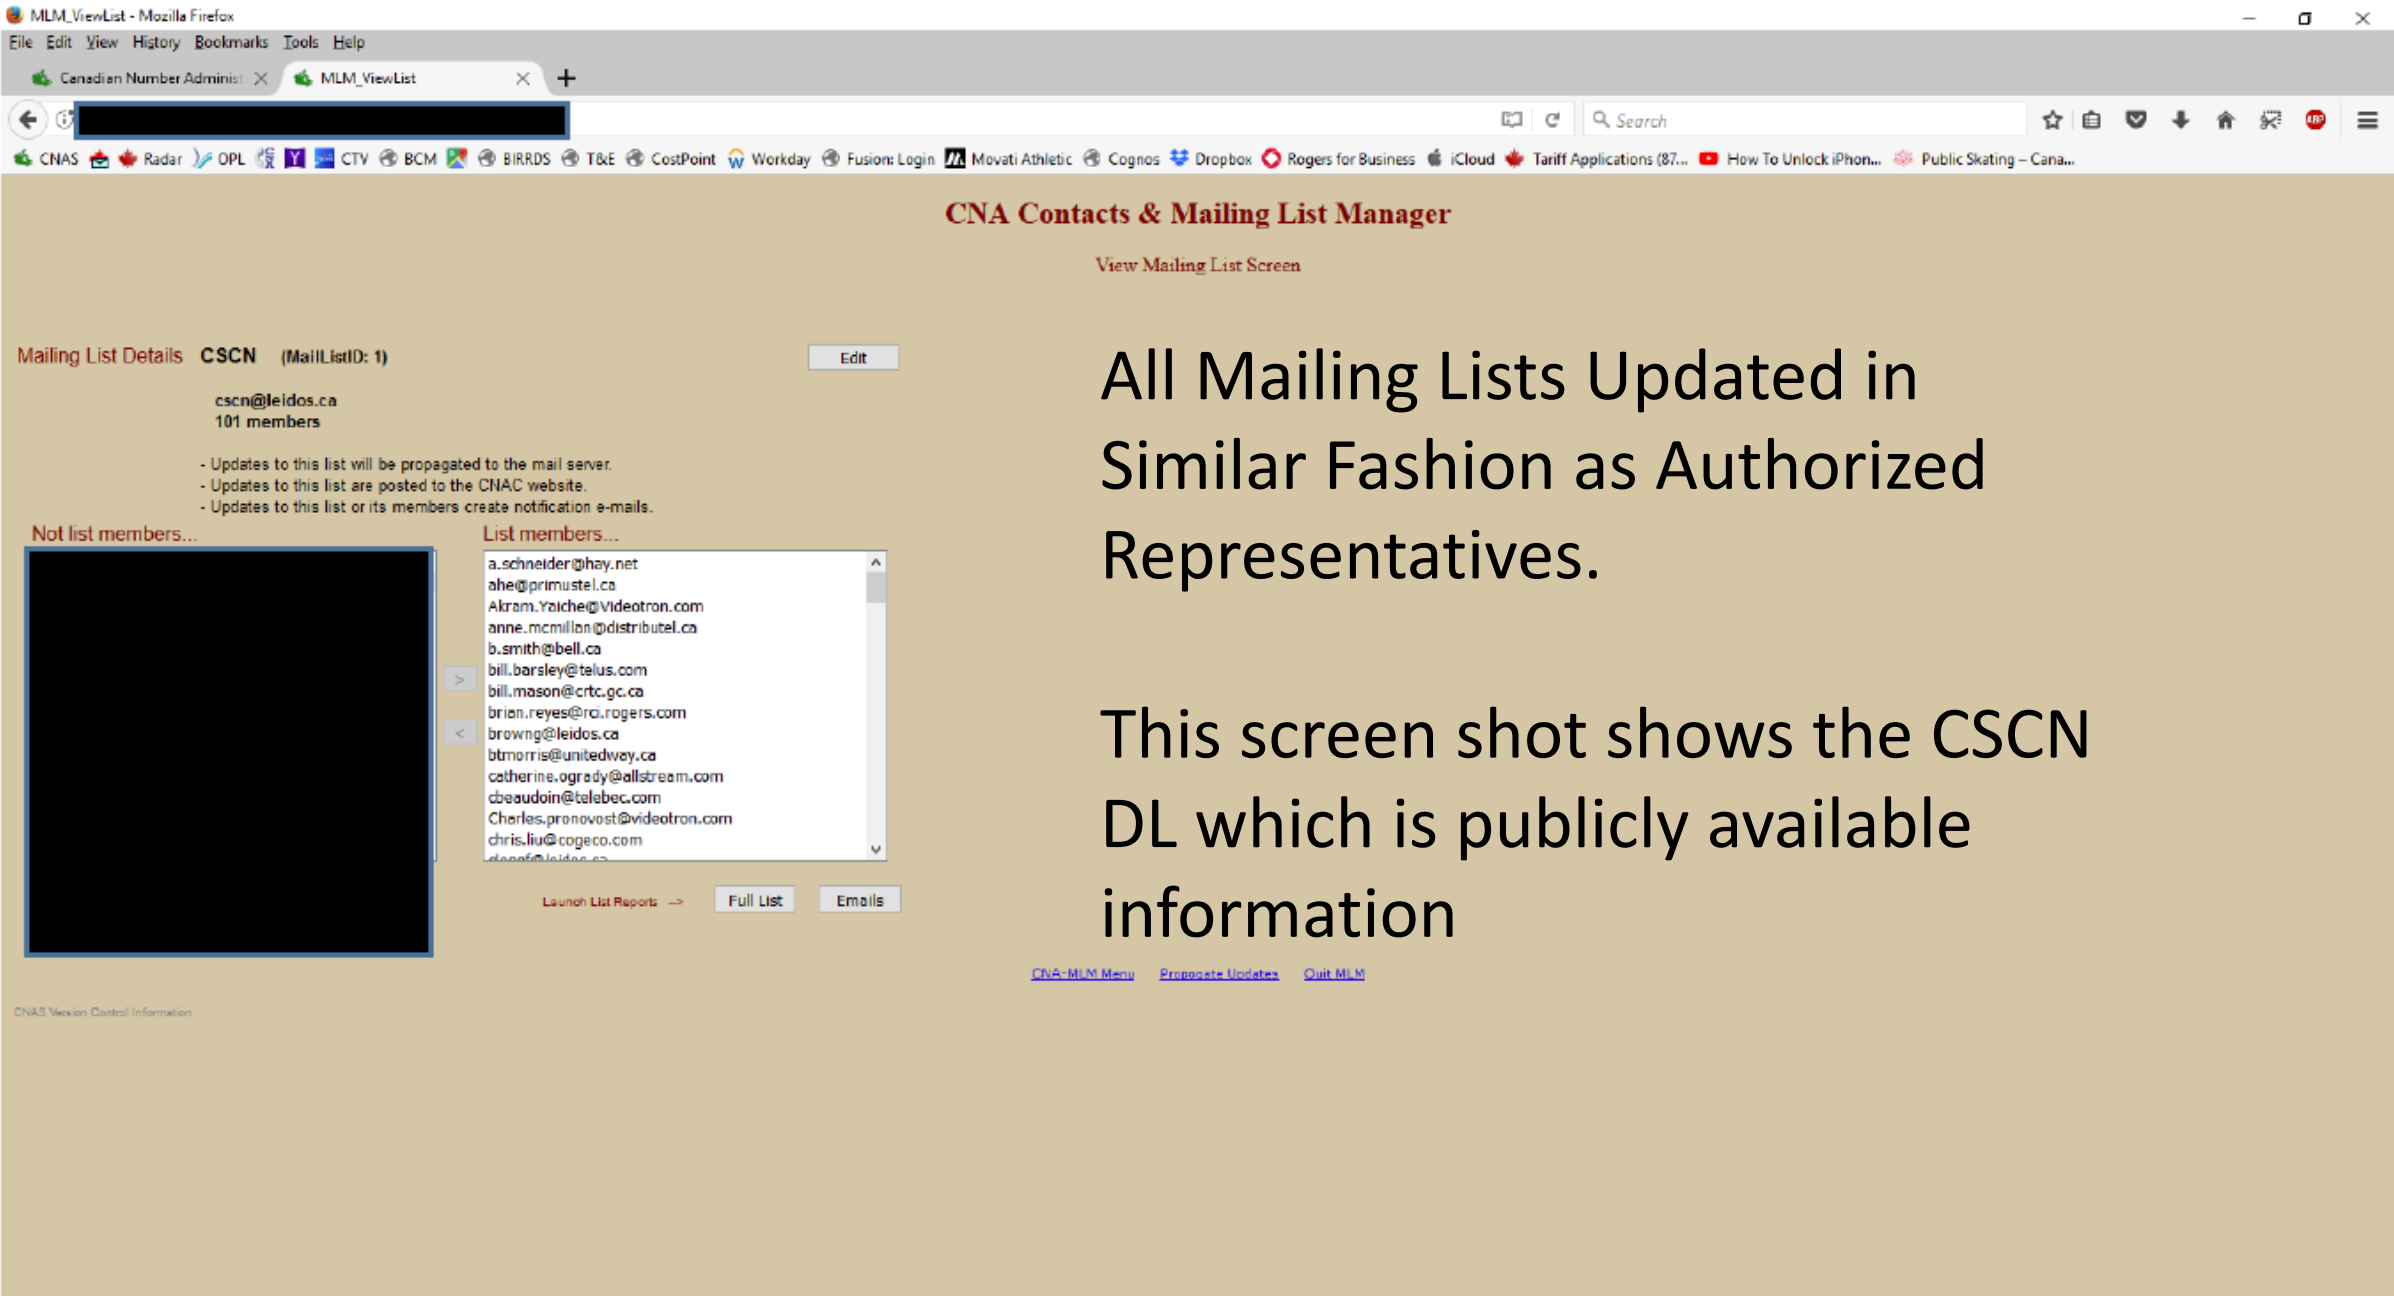 MLM_ViewList - Mozilla Firefox
File Edit View History Bookmarks Tools Help
Canadian Number Administ
MLM_ViewList
Search
CNAS Radar OPL CTV BCM BIRRDS T&E CostPoint Workday Fusion: Login Movati Athletic Cognos Dropbox Rogers for Business iCloud Tariff Applications (87... How To Unlock iPhon... Public Skating – Cana...
CNA Contacts & Mailing List Manager
View Mailing List Screen
Mailing List Details CSCN (MailListID: 1)
Edit
cscn@leidos.ca
101 members
- Updates to this list will be propagated to the mail server.
- Updates to this list are posted to the CNAC website.
- Updates to this list or its members create notification e-mails.
Not list members...
List members...
a.schneider@hay.net
ahe@primustel.ca
Akram.Yaiche@Videotron.com
anne.mcmillan@distributel.ca
b.smith@bell.ca
bill.barsley@telus.com
bill.mason@crtc.gc.ca
brian.reyes@rci.rogers.com
browng@leidos.ca
btmorris@unitedway.ca
catherine.ogrady@allstream.com
cbeaudoin@telebec.com
Charles.pronovost@videotron.com
chris.liu@cogeco.com
>
<
Launch List Reports -->
Full List
Emails
All Mailing Lists Updated in
Similar Fashion as Authorized
Representatives.
This screen shot shows the CSCN
DL which is publicly available
information
CNA-MLM Menu Propogate Updates Quit MLM
CNAS Version Control Information